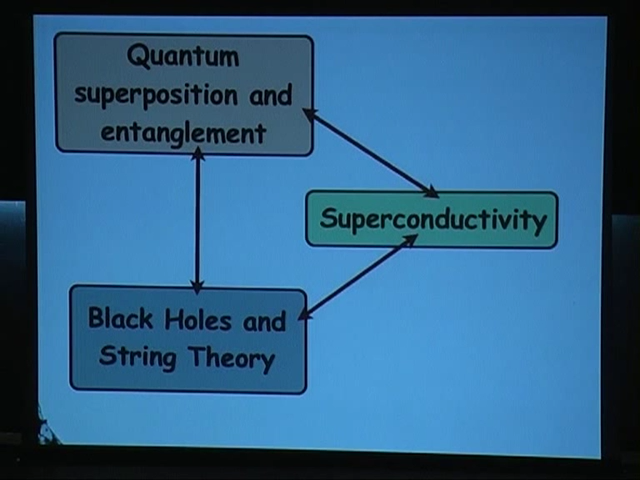 Quantum
superposition and
entanglement
Superconductivity
Black Holes and
String Theory